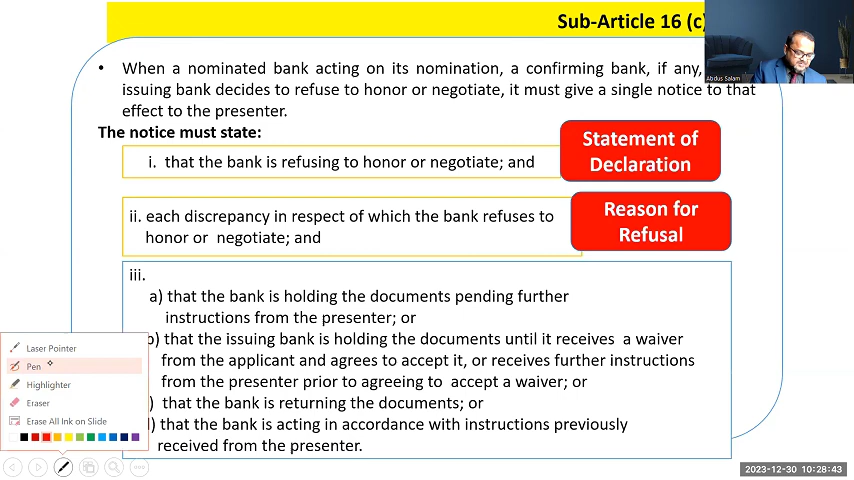 Sub-Article 16 (c)
Abdus Salam
• When a nominated bank acting on its nomination, a confirming bank, if any,
issuing bank decides to refuse to honor or negotiate, it must give a single notice to that
effect to the presenter.
The notice must state:
i. that the bank is refusing to honor or negotiate; and
Statement of
Declaration
ii. each discrepancy in respect of which the bank refuses to
honor or negotiate; and
Reason for
Refusal
iii.
a) that the bank is holding the documents pending further
instructions from the presenter; or
b) that the issuing bank is holding the documents until it receives a waiver
from the applicant and agrees to accept it, or receives further instructions
from the presenter prior to agreeing to accept a waiver; or
) that the bank is returning the documents; or
) that the bank is acting in accordance with instructions previously
received from the presenter.
Laser Pointer
Pen
Highlighter
Eraser
Erase All Ink on Slide
2023-12-30 10:28:43